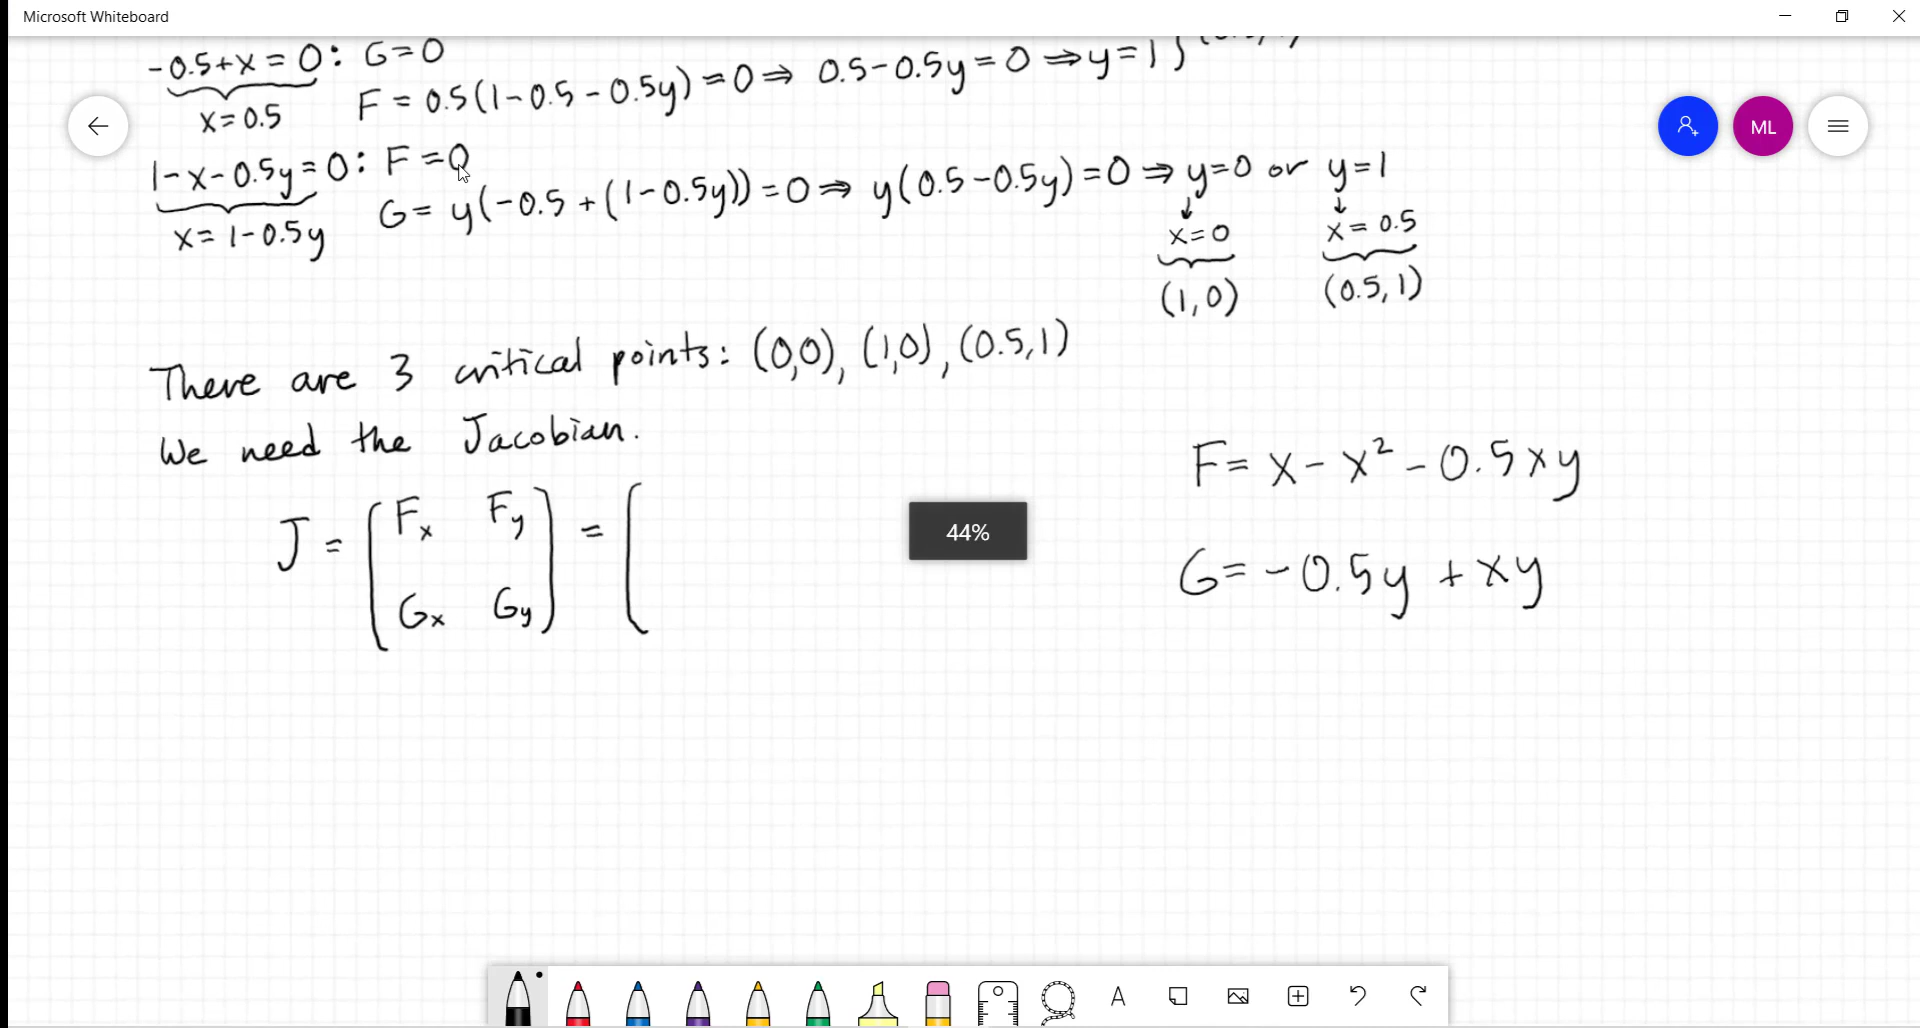 Microsoft Whiteboard
-0.5+x = 0: G=0
x=0.5
F = 0.5(1-0.5-0.5y) = 0 ⇒ 0.5-0.5y = 0 ⇒ y=1 }
ML
1-x-0.5y=0: F=0
x= 1-0.5y
G= y(-0.5 + (1-0.5y)) = 0 ⇒ y(0.5-0.5y) = 0 ⇒ y=0 or y=1
↓ ↓
x=0 x= 0.5
(1,0) (0.5,1)
There are 3 critical points: (0,0), (1,0), (0.5,1)
We need the Jacobian.
F= x-x²-0.5xy
J = ( Fx Fy
Gx Gy ) = (
44%
G= -0.5y + xy
A